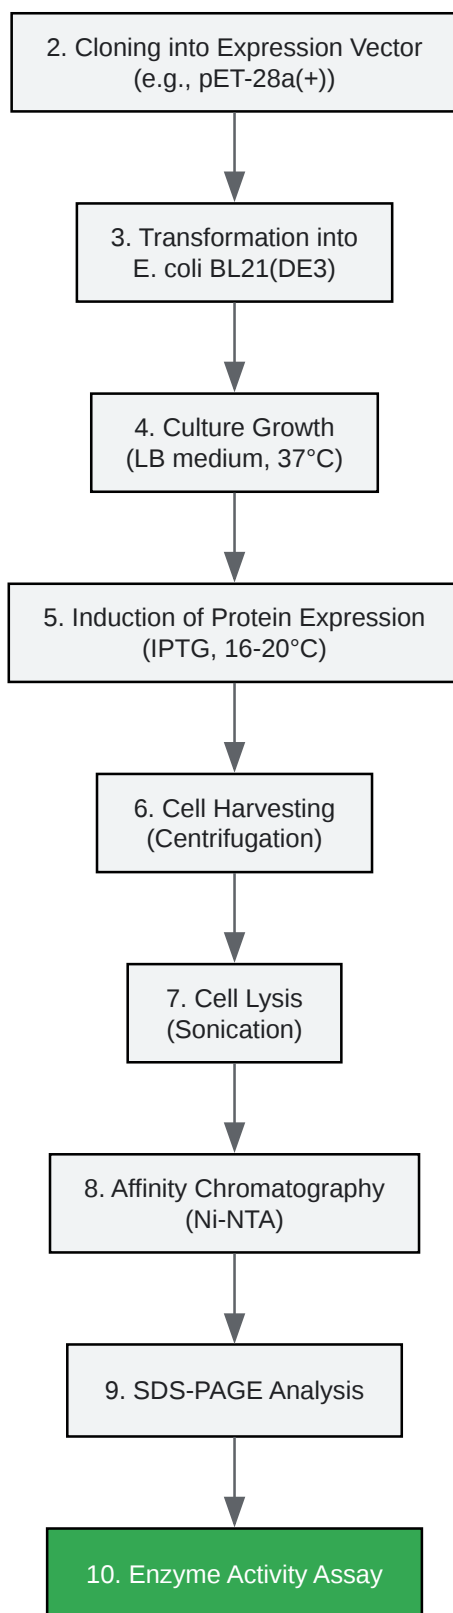 2. Cloning into Expression Vector
(e.g., pET-28a(+))
3. Transformation into
E. coli BL21(DE3)
4. Culture Growth
(LB medium, 37°C)
5. Induction of Protein Expression
(IPTG, 16-20°C)
6. Cell Harvesting
(Centrifugation)
7. Cell Lysis
(Sonication)
8. Affinity Chromatography
(Ni-NTA)
9. SDS-PAGE Analysis
10. Enzyme Activity Assay